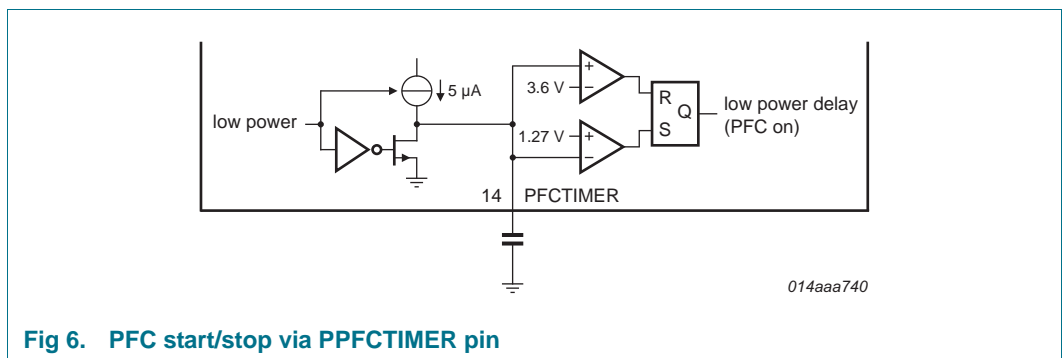 low power
5 µA
+
3.6 V
−
1.27 V
+
−
R
Q
S
low power delay
(PFC on)
14 PFCTIMER
014aaa740
Fig 6. PFC start/stop via PPFCTIMER pin